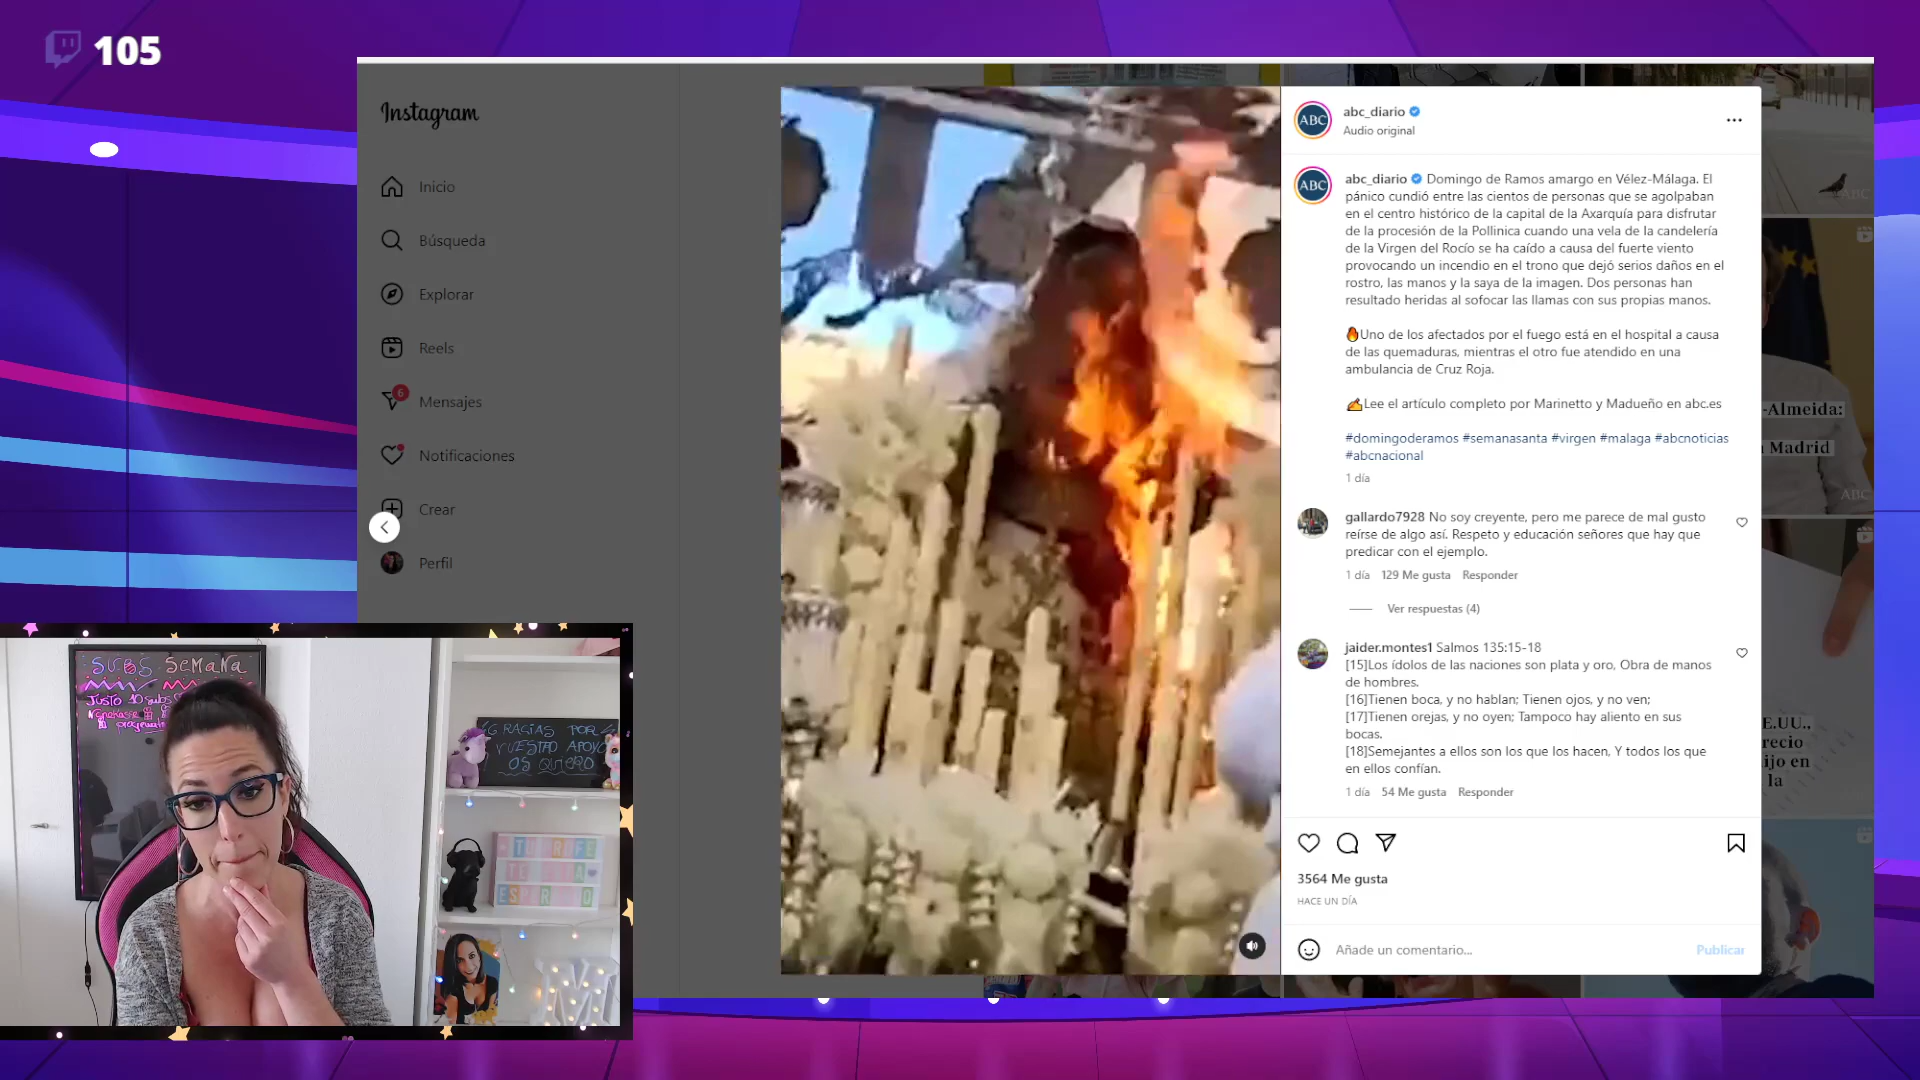 105
Instagram
Inicio
Búsqueda
Explorar
Reels
6
Mensajes
Notificaciones
Crear
Perfil
ABC
abc_diario
Audio original
ABC
abc_diario Domingo de Ramos amargo en Vélez-Málaga. El
pánico cundió entre las cientos de personas que se agolpaban
en el centro histórico de la capital de la Axarquía para disfrutar
de la procesión de la Pollinica cuando una vela de la candelería
de la Virgen del Rocío se ha caído a causa del fuerte viento
provocando un incendio en el trono que dejó serios daños en el
rostro, las manos y la saya de la imagen. Dos personas han
resultado heridas al sofocar las llamas con sus propias manos.
Uno de los afectados por el fuego está en el hospital a causa
de las quemaduras, mientras el otro fue atendido en una
ambulancia de Cruz Roja.
Lee el artículo completo por Marinetto y Madueño en abc.es
#domingoderamos #semanasanta #virgen #malaga #abcnoticias
#abcnacional
1 día
gallardo7928 No soy creyente, pero me parece de mal gusto
reírse de algo así. Respeto y educación señores que hay que
predicar con el ejemplo.
1 día 129 Me gusta Responder
Ver respuestas (4)
jaider.montes1 Salmos 135:15-18
[15]Los ídolos de las naciones son plata y oro, Obra de manos
de hombres.
[16]Tienen boca, y no hablan; Tienen ojos, y no ven;
[17]Tienen orejas, y no oyen; Tampoco hay aliento en sus
bocas.
[18]Semejantes a ellos son los que los hacen, Y todos los que
en ellos confían.
1 día 54 Me gusta Responder
3564 Me gusta
HACE UN DÍA
Añade un comentario...
Publicar
ABC
-Almeida:
Madrid
ABC
E.UU.,
recio
ijo en
la
SUBS SEMANA
JUSTO 10 subs
GRACIAS POR
VUESTRO APOYO
OS QUIERO